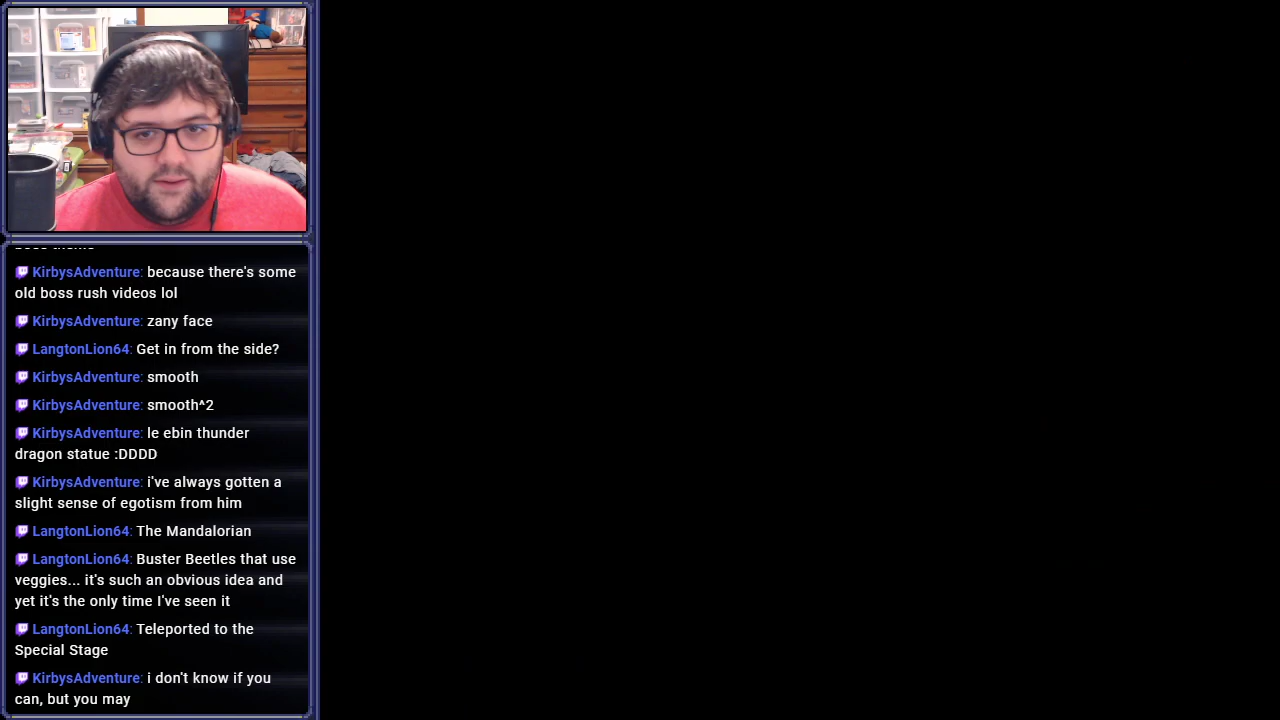 KirbysAdventure: because there's some
old boss rush videos lol
KirbysAdventure: zany face
LangtonLion64: Get in from the side?
KirbysAdventure: smooth
KirbysAdventure: smooth^2
KirbysAdventure: le ebin thunder
dragon statue :DDDD
KirbysAdventure: i've always gotten a
slight sense of egotism from him
LangtonLion64: The Mandalorian
LangtonLion64: Buster Beetles that use
veggies... it's such an obvious idea and
yet it's the only time I've seen it
LangtonLion64: Teleported to the
Special Stage
KirbysAdventure: i don't know if you
can, but you may